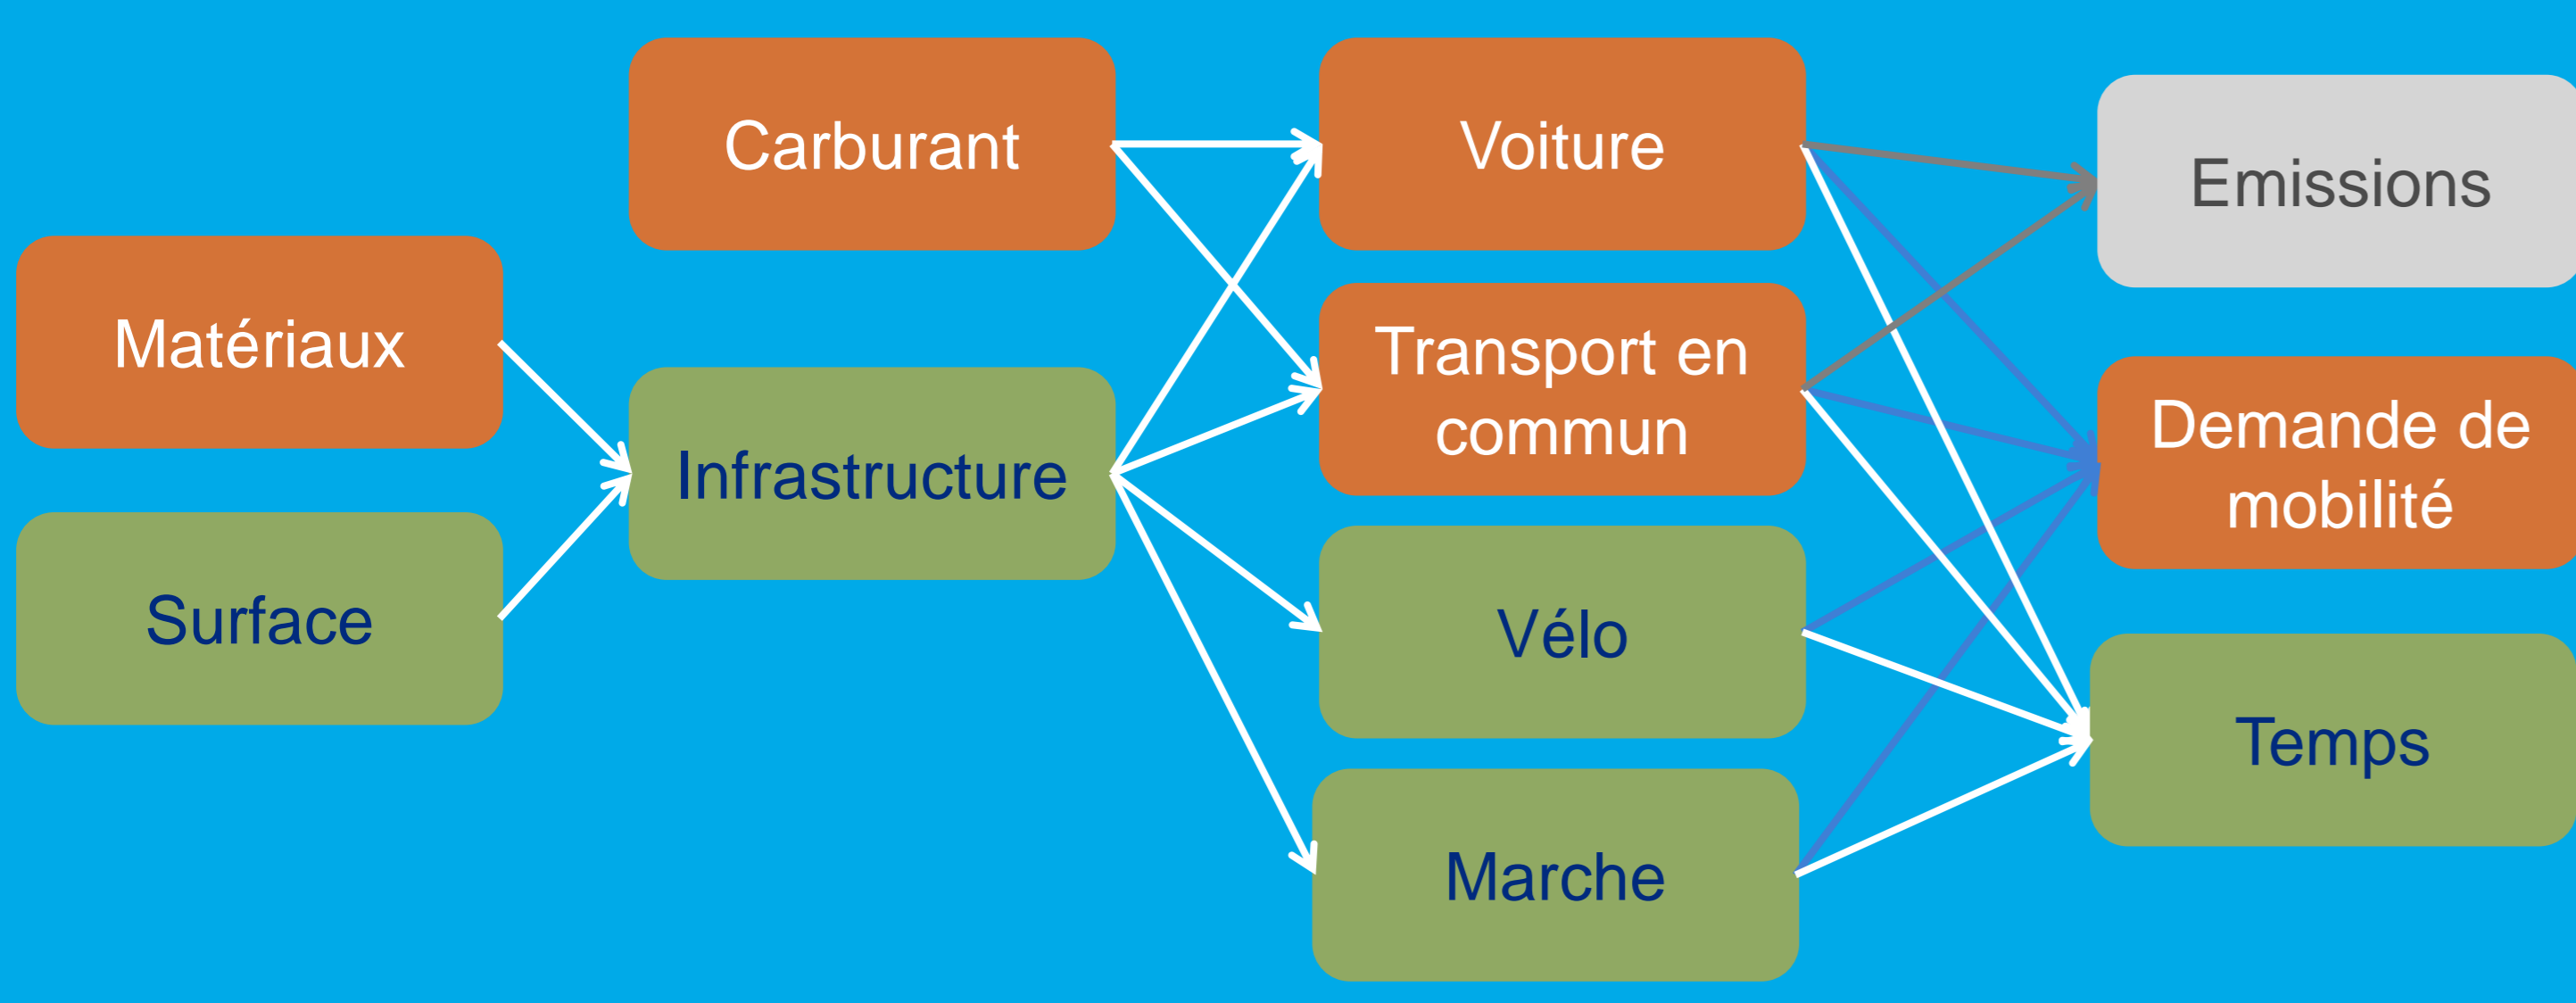 Matériaux
Surface
Carburant
Infrastructure
Voiture
Transport en
commun
Vélo
Marche
Emissions
Demande de
mobilité
Temps